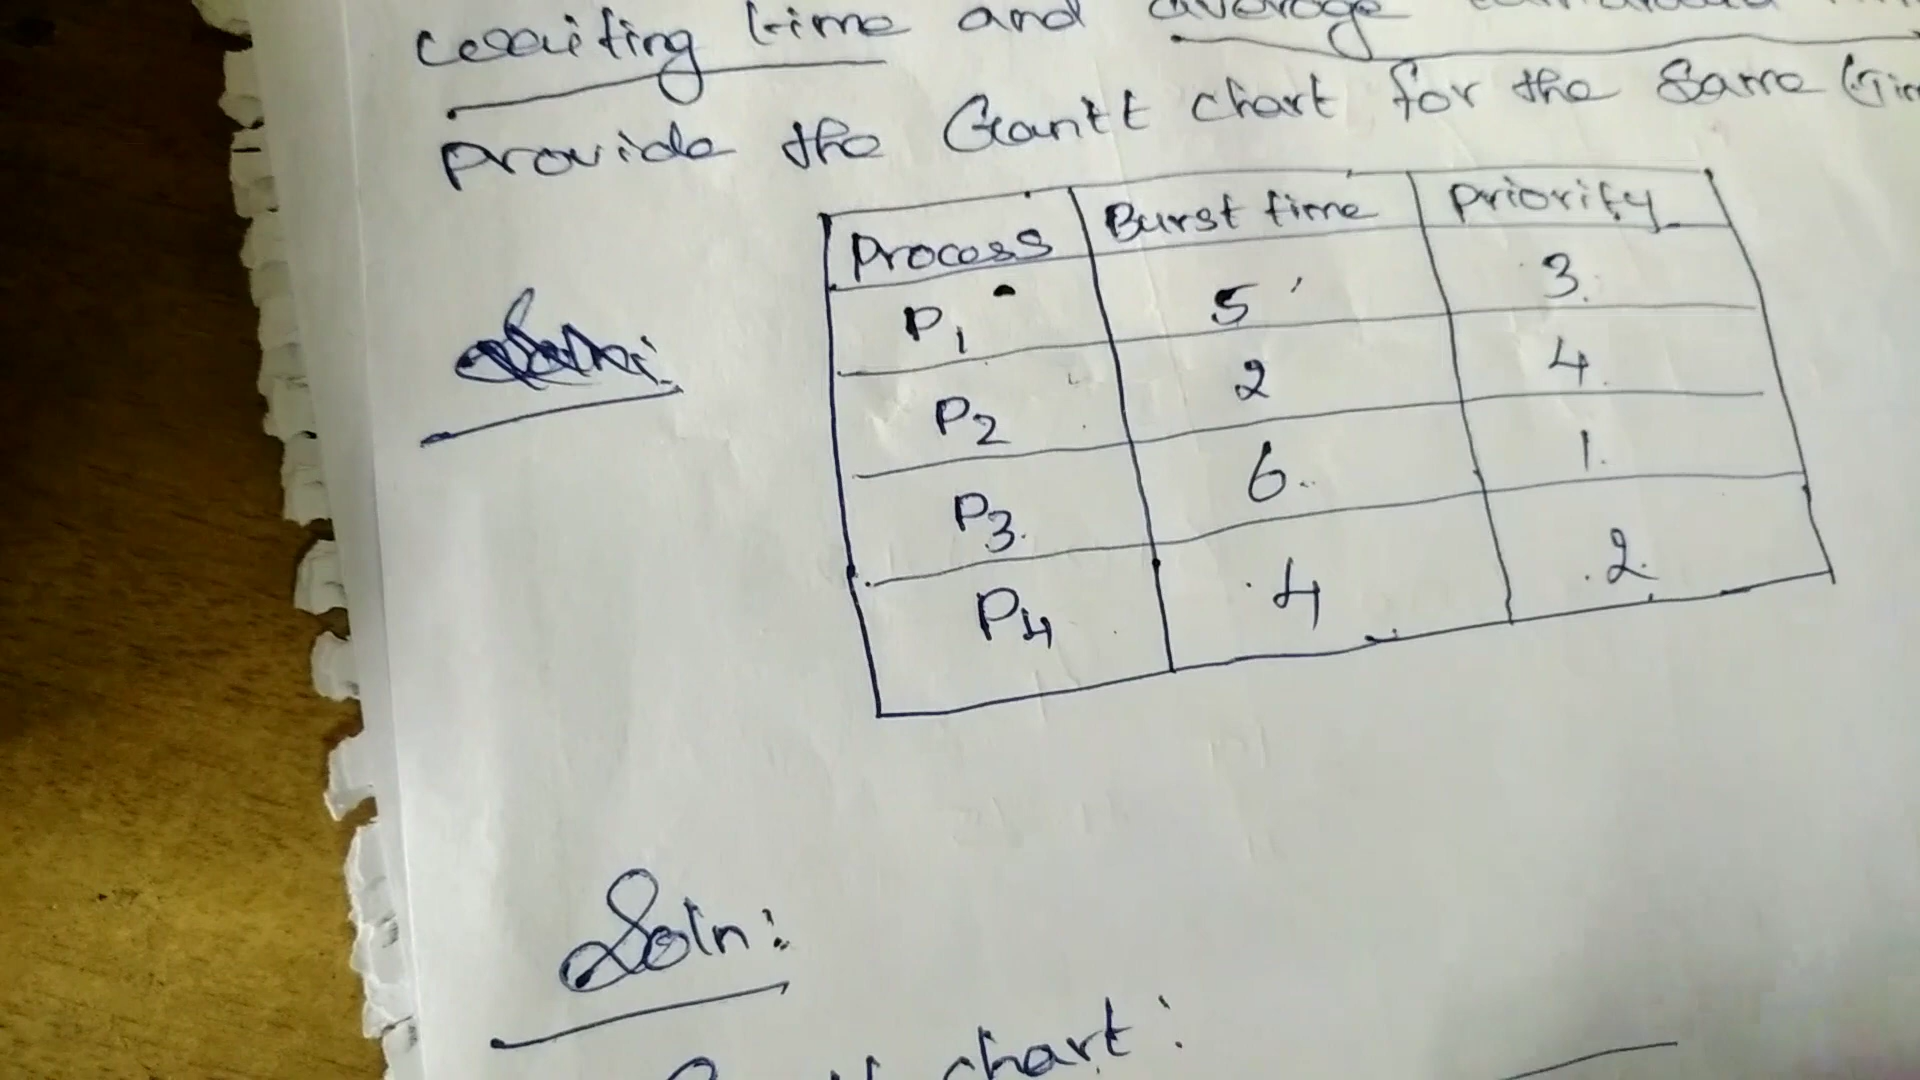 waiting time and average
Provide the Gantt chart for the same
Process Burst time Priority
P1 5 3
P2 2 4
P3 6 1
P4 4 2
Soln:
chart: